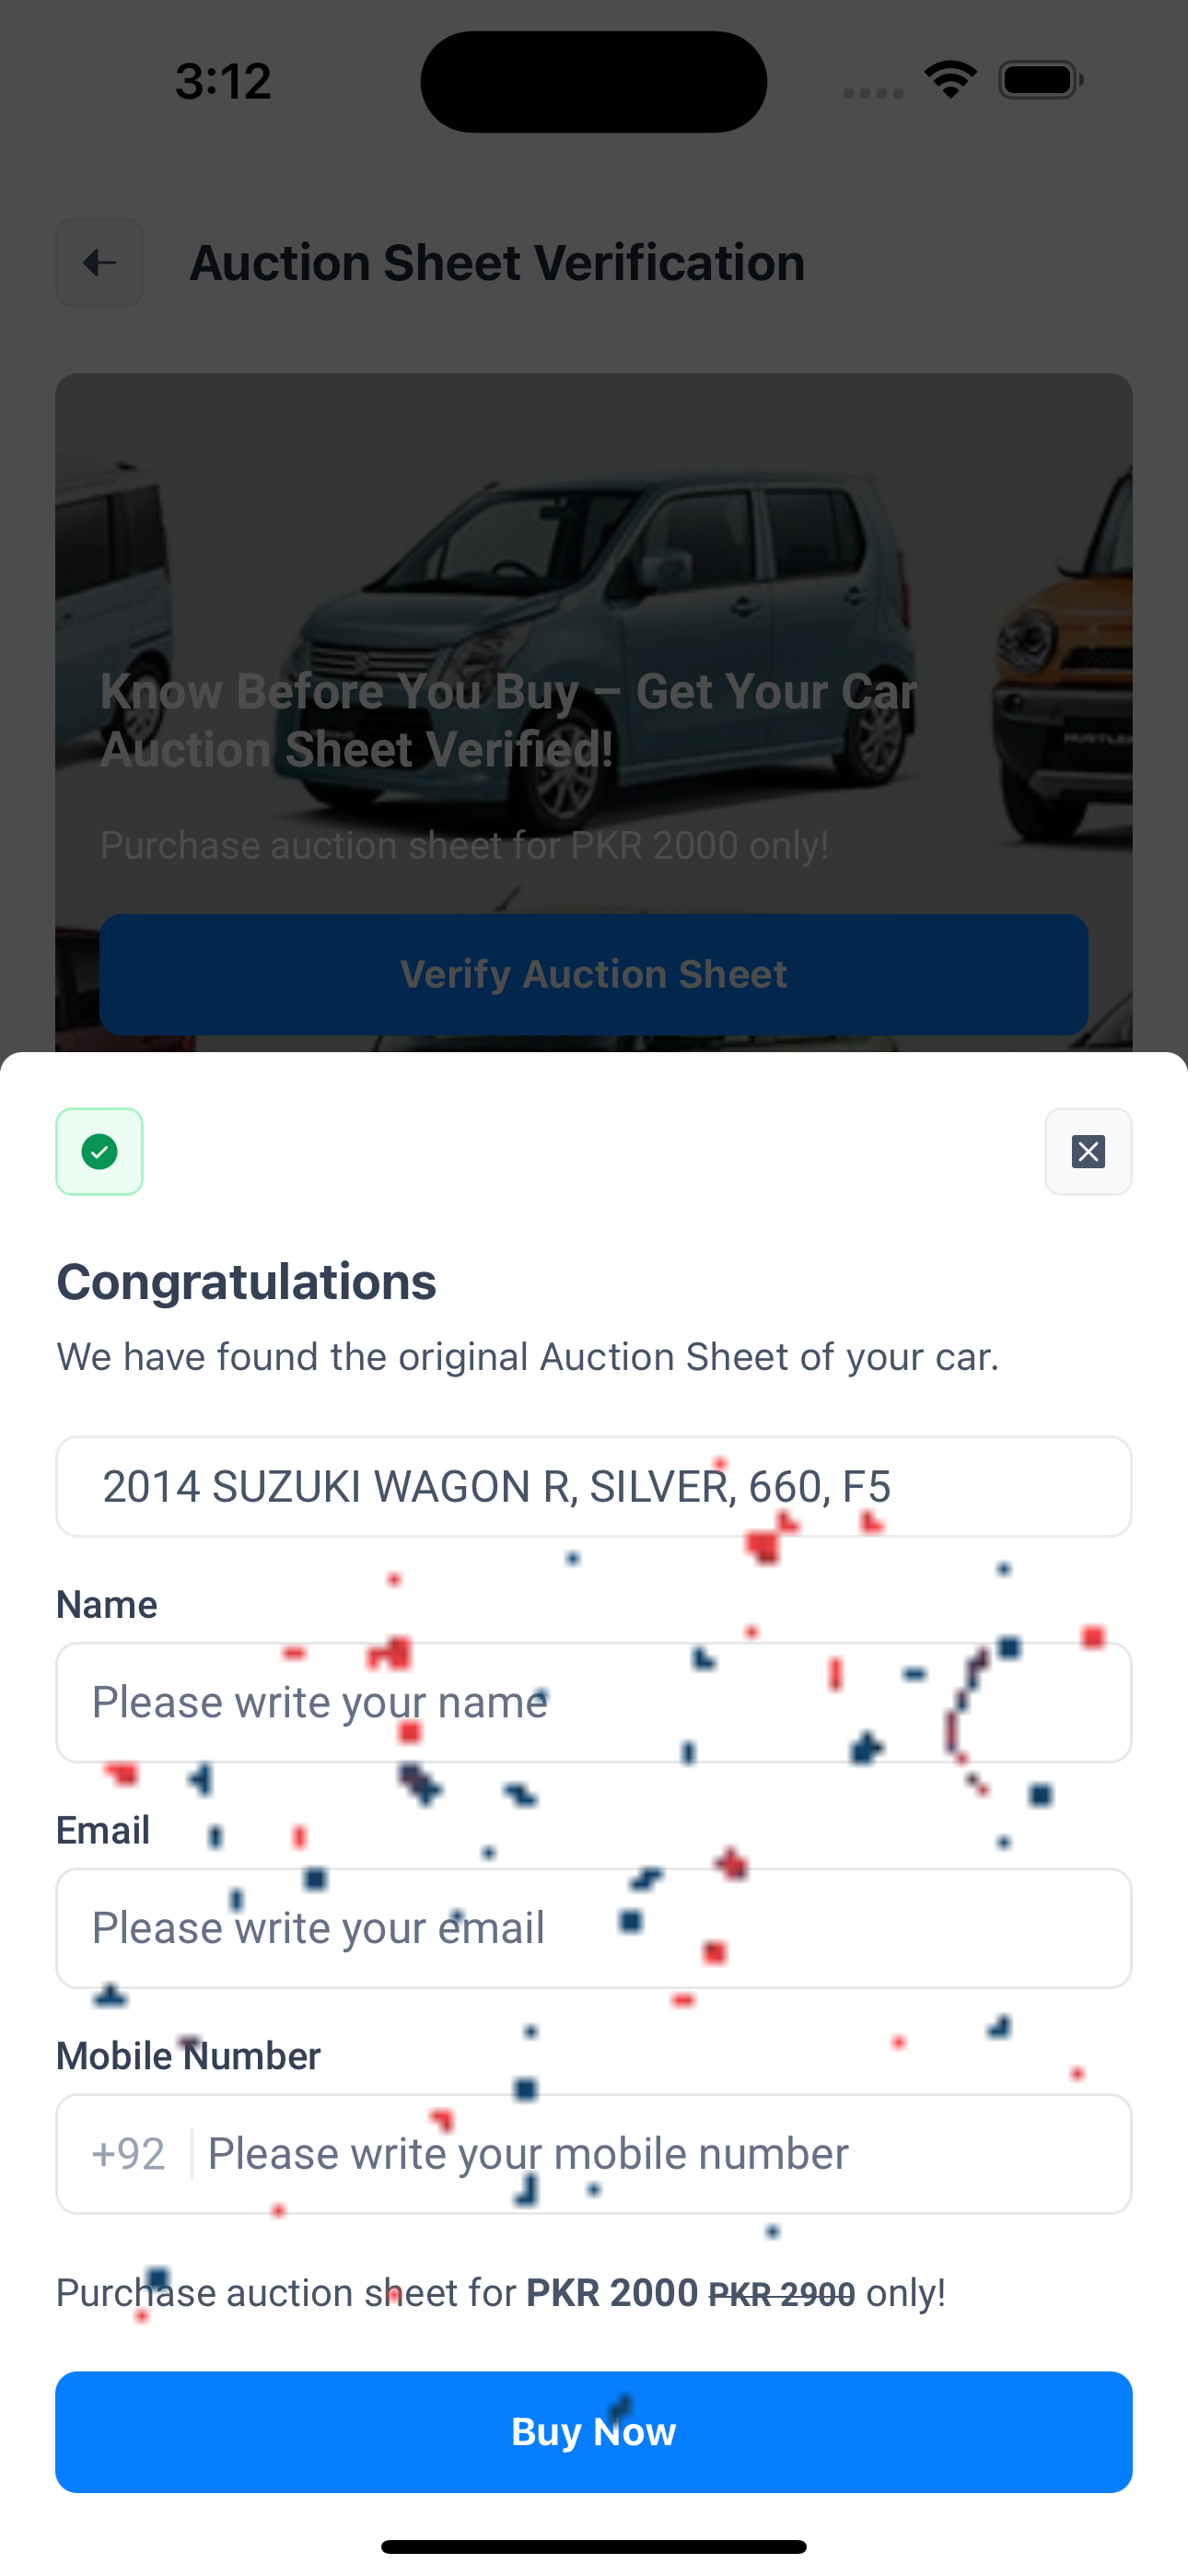 3:12
Auction Sheet Verification
Know Before You Buy – Get Your Car
Auction Sheet Verified!
HUSTLER
Purchase auction sheet for PKR 2000 only!
Verify Auction Sheet
Congratulations
We have found the original Auction Sheet of your car.
2014 SUZUKI WAGON R, SILVER, 660, F5
Name
Please write your name
Email
Please write your email
Mobile Number
+92 Please write your mobile number
Purchase auction sheet for PKR 2000 PKR 2900 only!
Buy Now